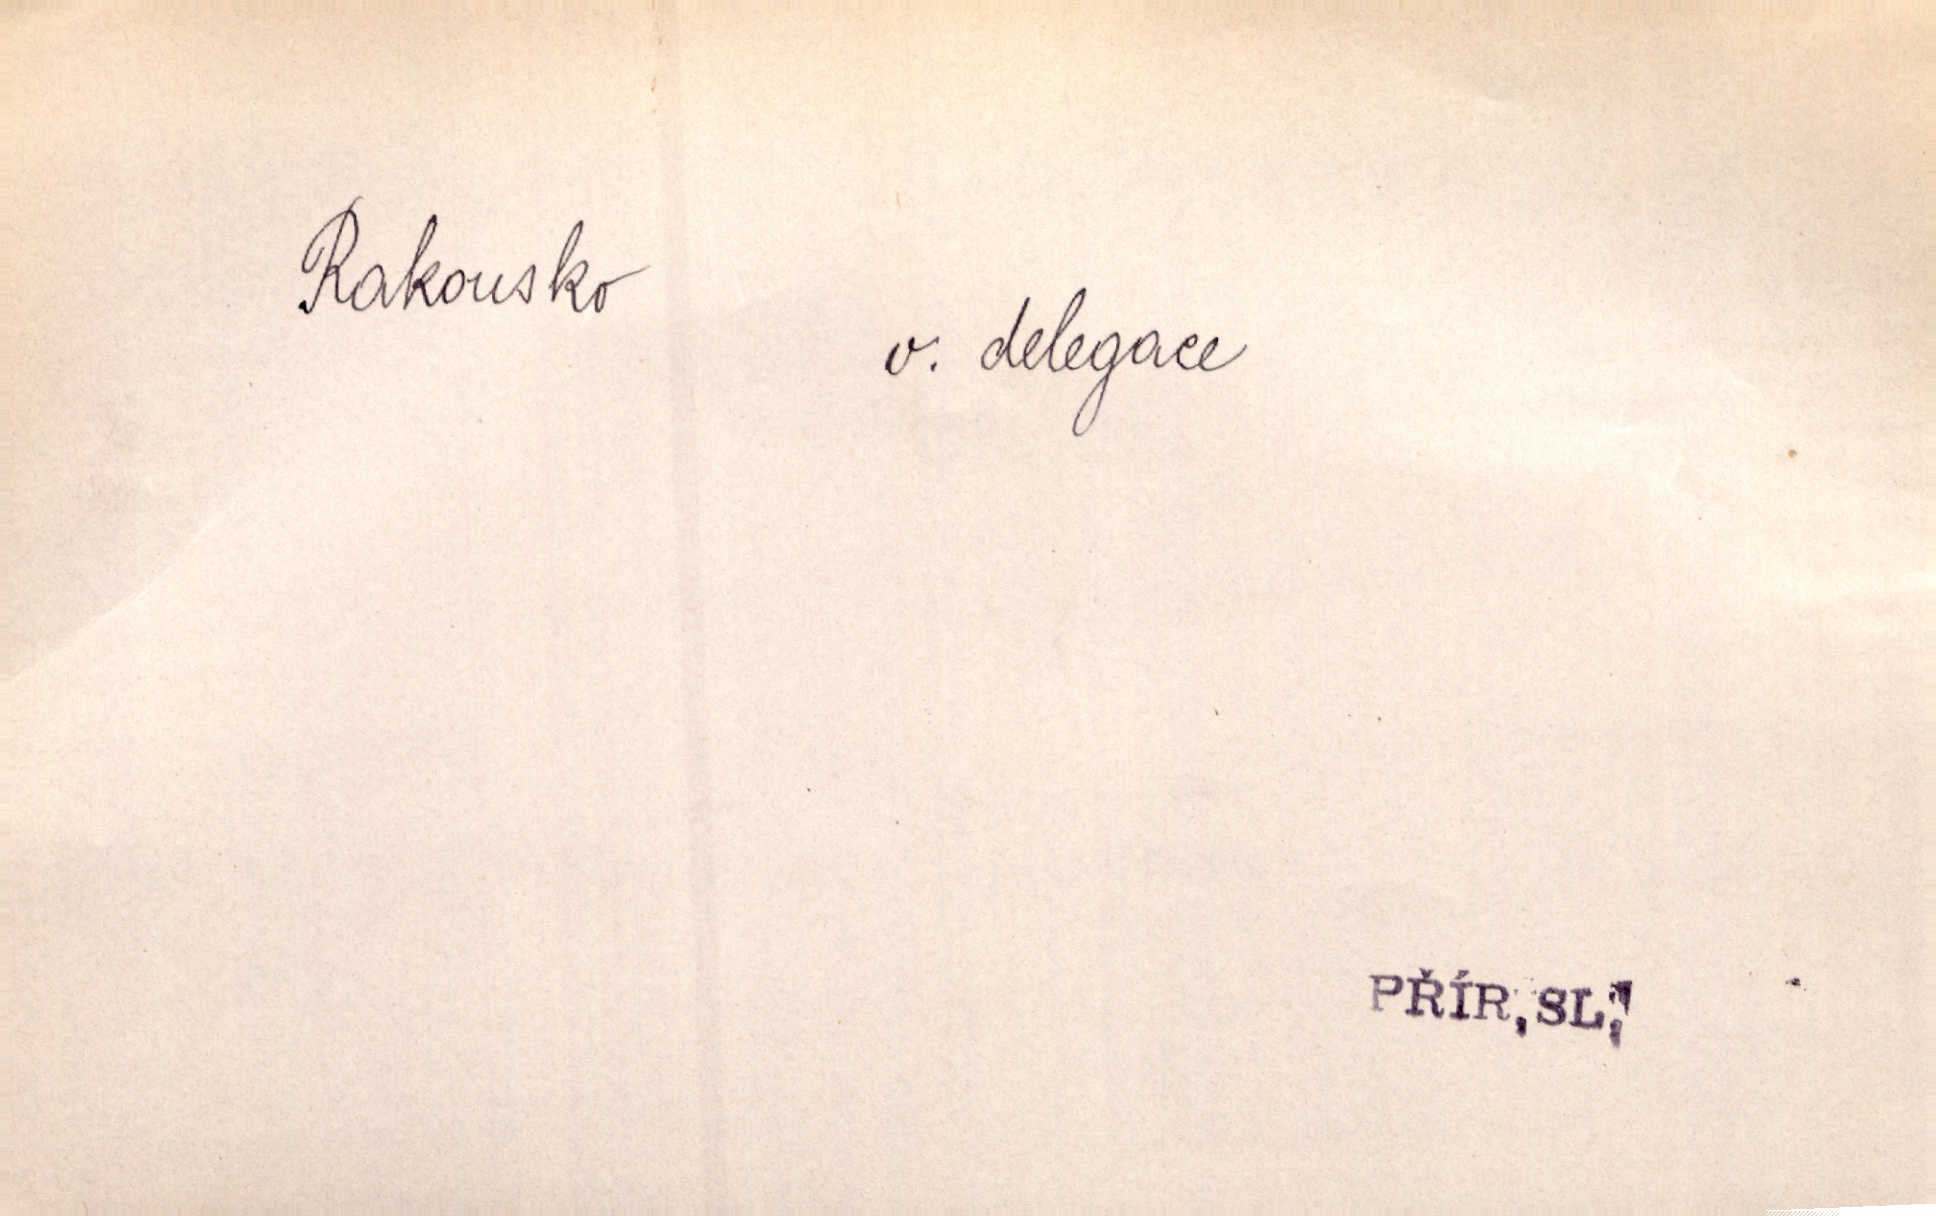 Rakousko
v. delegace
PŘÍR, SL,